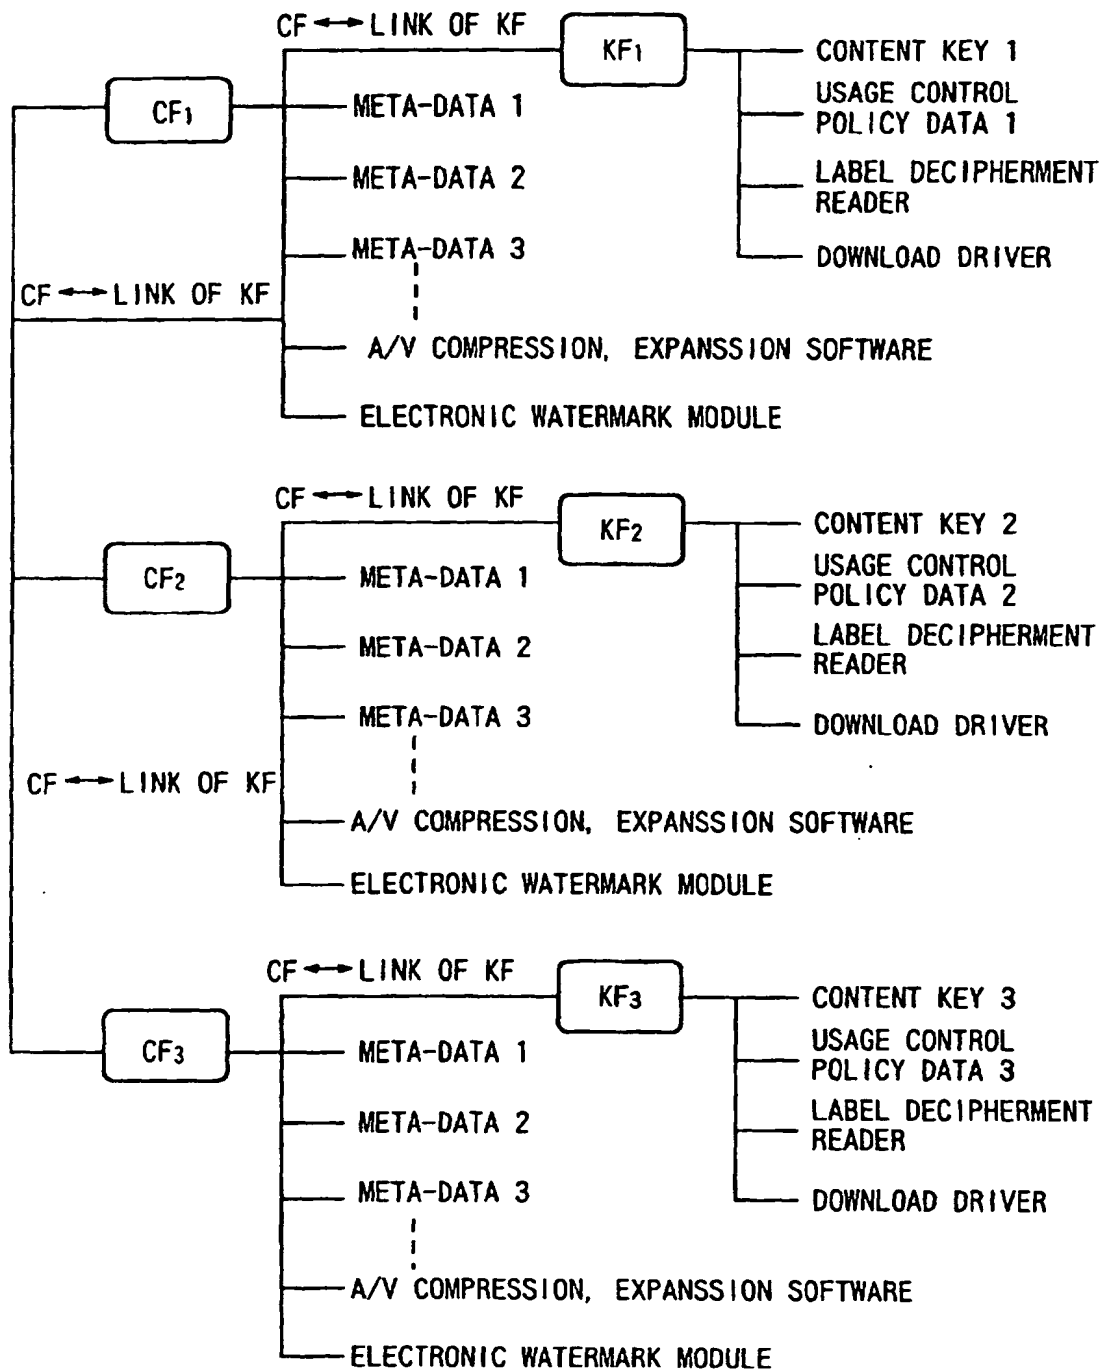 CF ↔ LINK OF KF
KF1
CONTENT KEY 1
CF1
META-DATA 1
USAGE CONTROL
POLICY DATA 1
META-DATA 2
LABEL DECIPHERMENT
READER
META-DATA 3
DOWNLOAD DRIVER
CF ↔ LINK OF KF
A/V COMPRESSION, EXPANSSION SOFTWARE
ELECTRONIC WATERMARK MODULE
CF ↔ LINK OF KF
KF2
CONTENT KEY 2
CF2
META-DATA 1
USAGE CONTROL
POLICY DATA 2
META-DATA 2
LABEL DECIPHERMENT
READER
META-DATA 3
DOWNLOAD DRIVER
CF ↔ LINK OF KF
A/V COMPRESSION, EXPANSSION SOFTWARE
ELECTRONIC WATERMARK MODULE
CF ↔ LINK OF KF
KF3
CONTENT KEY 3
CF3
META-DATA 1
USAGE CONTROL
POLICY DATA 3
META-DATA 2
LABEL DECIPHERMENT
READER
META-DATA 3
DOWNLOAD DRIVER
A/V COMPRESSION, EXPANSSION SOFTWARE
ELECTRONIC WATERMARK MODULE